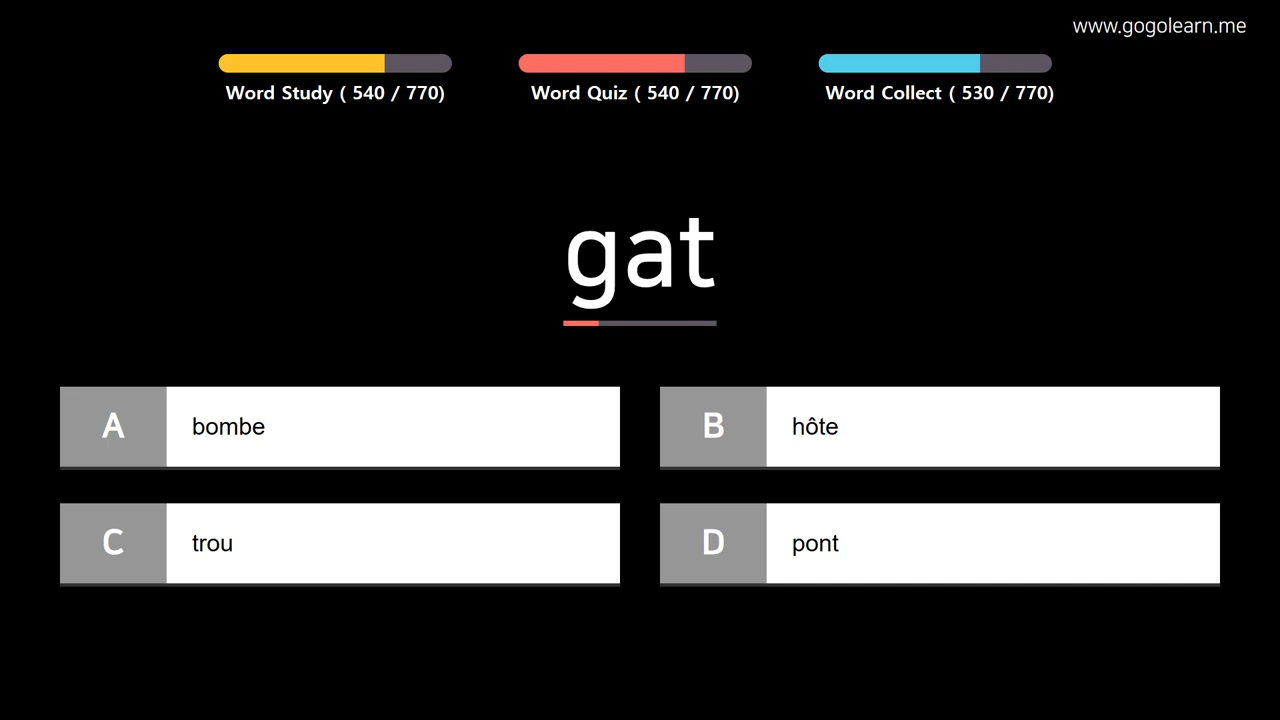 www.gogolearn.me
Word Study ( 540 / 770)
Word Quiz ( 540 / 770)
Word Collect ( 530 / 770)
gat
A bombe
B hôte
C trou
D pont